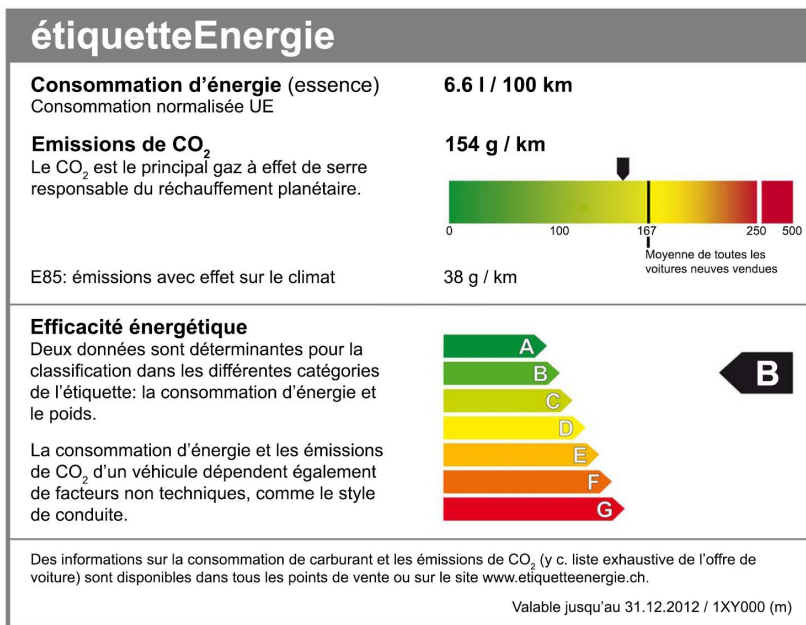 étiquetteEnergie
Consommation d'énergie (essence) 6.6 l / 100 km
Consommation normalisée UE
Emissions de CO₂ 154 g / km
Le CO₂ est le principal gaz à effet de serre
responsable du réchauffement planétaire.
0 100 167 250 500
Moyenne de toutes les
voitures neuves vendues
E85: émissions avec effet sur le climat 38 g / km
Efficacité énergétique
Deux données sont déterminantes pour la
classification dans les différentes catégories
de l'étiquette: la consommation d'énergie et
le poids.
La consommation d'énergie et les émissions
de CO₂ d'un véhicule dépendent également
de facteurs non techniques, comme le style
de conduite.
A
B
C
D
E
F
G
B
Des informations sur la consommation de carburant et les émissions de CO₂ (y c. liste exhaustive de l'offre de
voiture) sont disponibles dans tous les points de vente ou sur le site www.etiquetteenergie.ch.
Valable jusqu'au 31.12.2012 / 1XY000 (m)